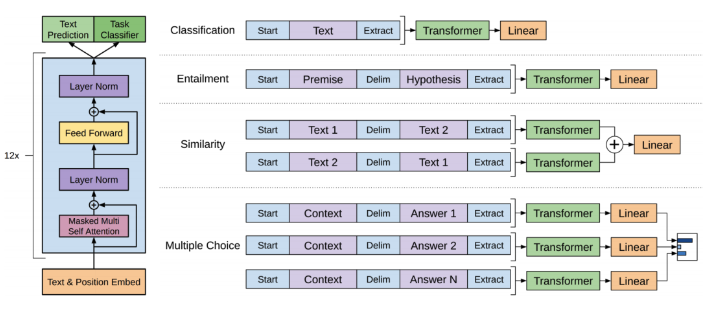 Text Prediction
Task Classifier
12x
Layer Norm
+
Feed Forward
Layer Norm
+
Masked Multi Self Attention
Text & Position Embed
Classification Start Text Extract Transformer Linear
Entailment Start Premise Delim Hypothesis Extract Transformer Linear
Similarity
Start Text 1 Delim Text 2 Extract Transformer
+ Linear
Start Text 2 Delim Text 1 Extract Transformer
Multiple Choice
Start Context Delim Answer 1 Extract Transformer Linear
Start Context Delim Answer 2 Extract Transformer Linear
Start Context Delim Answer N Extract Transformer Linear